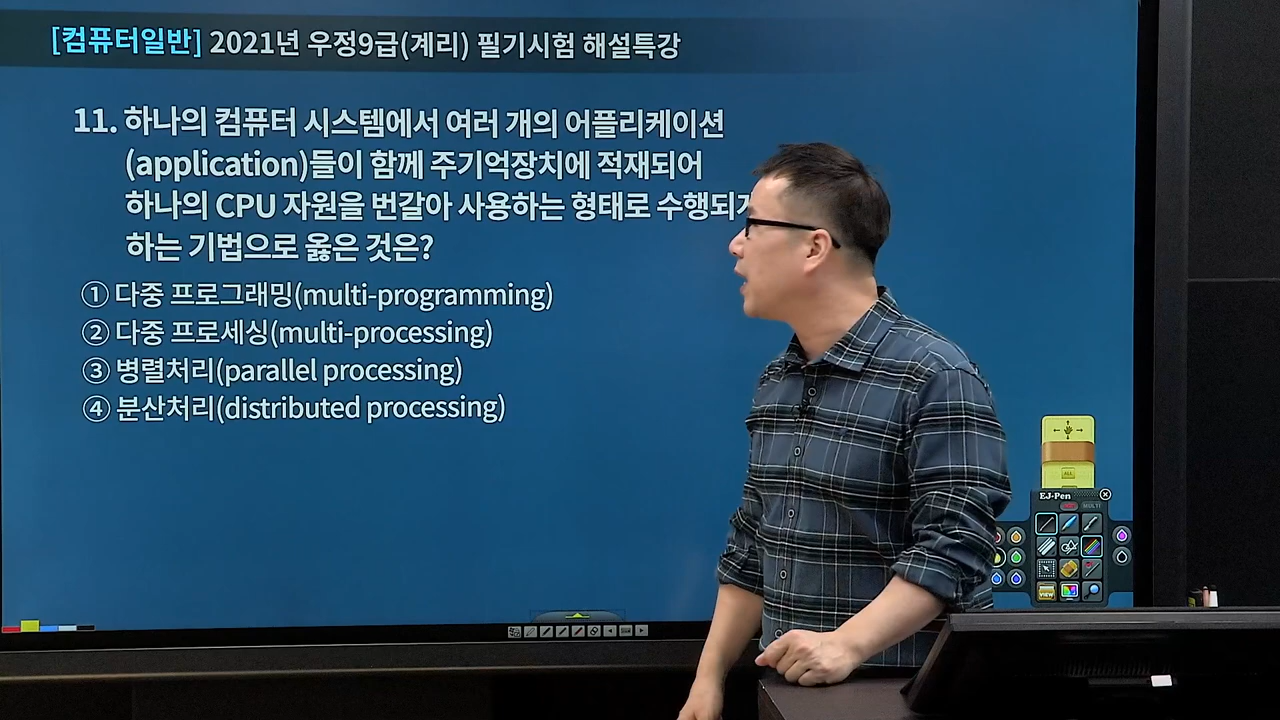 [컴퓨터일반] 2021년 우정9급(계리) 필기시험 해설특강
11. 하나의 컴퓨터 시스템에서 여러 개의 어플리케이션
(application)들이 함께 주기억장치에 적재되어
하나의 CPU 자원을 번갈아 사용하는 형태로
하는 기법으로 옳은 것은?
① 다중 프로그래밍(multi-programming)
② 다중 프로세싱(multi-processing)
③ 병렬처리(parallel processing)
④ 분산처리(distributed processing)
ALL
EJ-Pen
MULTI
VIEW